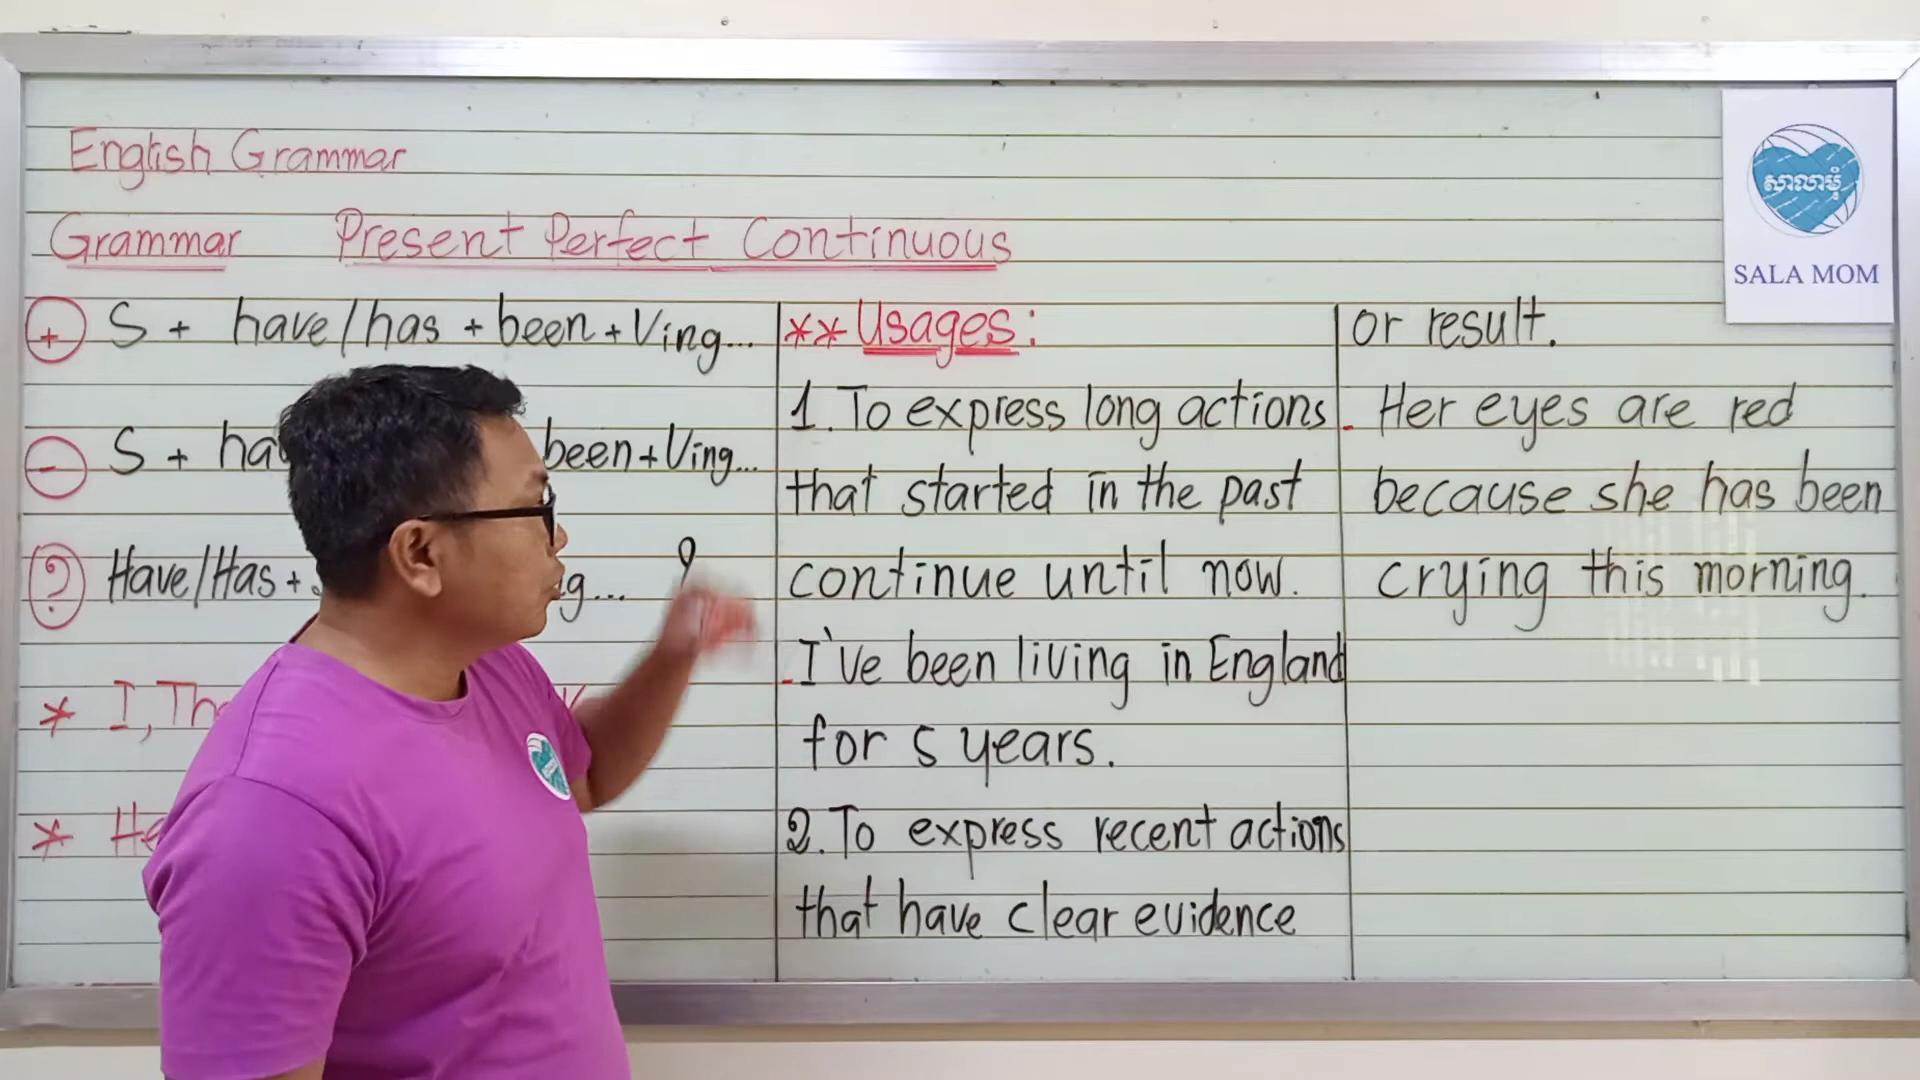 English Grammar
Grammar Present Perfect Continuous
+ S + have/has + been + Ving...
- S + been + Ving...
? Have/Has + ... ?
* I,
*
** Usages:
1. To express long actions
that started in the past
continue until now.
- I've been living in England
for 5 years.
2. To express recent actions
that have clear evidence
or result.
- Her eyes are red
because she has been
crying this morning.
សាលាមុំ
SALA MOM